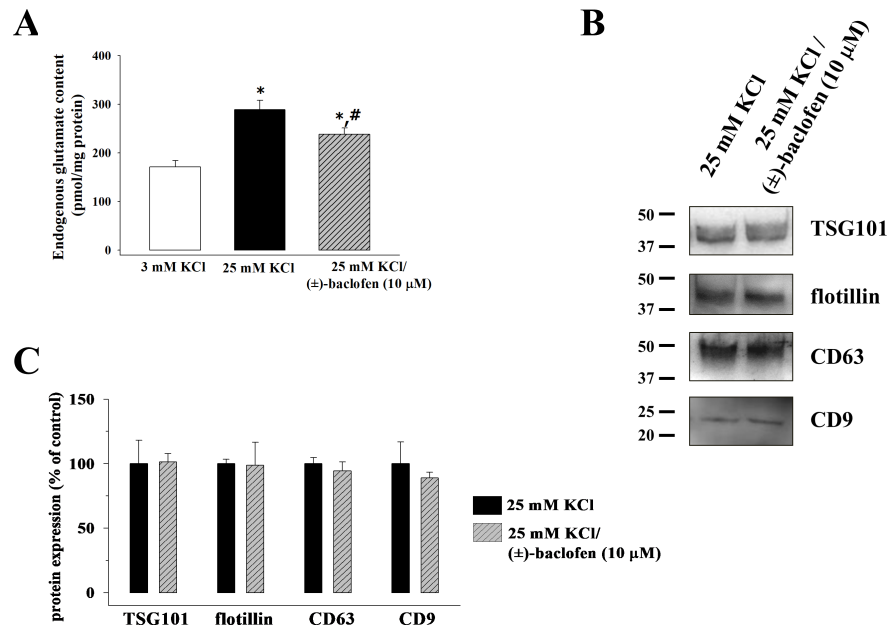 A
Endogenous glutamate content
(pmol/mg protein)
400
300
200
100
0
*
*,#
3 mM KCl
25 mM KCl
25 mM KCl/
(±)-baclofen (10 μM)
B
25 mM KCl
25 mM KCl /
(±)-baclofen (10 μM)
50
37
TSG101
50
37
flotillin
50
37
CD63
25
20
CD9
C
protein expression (% of control)
150
100
50
0
TSG101
flotillin
CD63
CD9
25 mM KCl
25 mM KCl/
(±)-baclofen (10 μM)